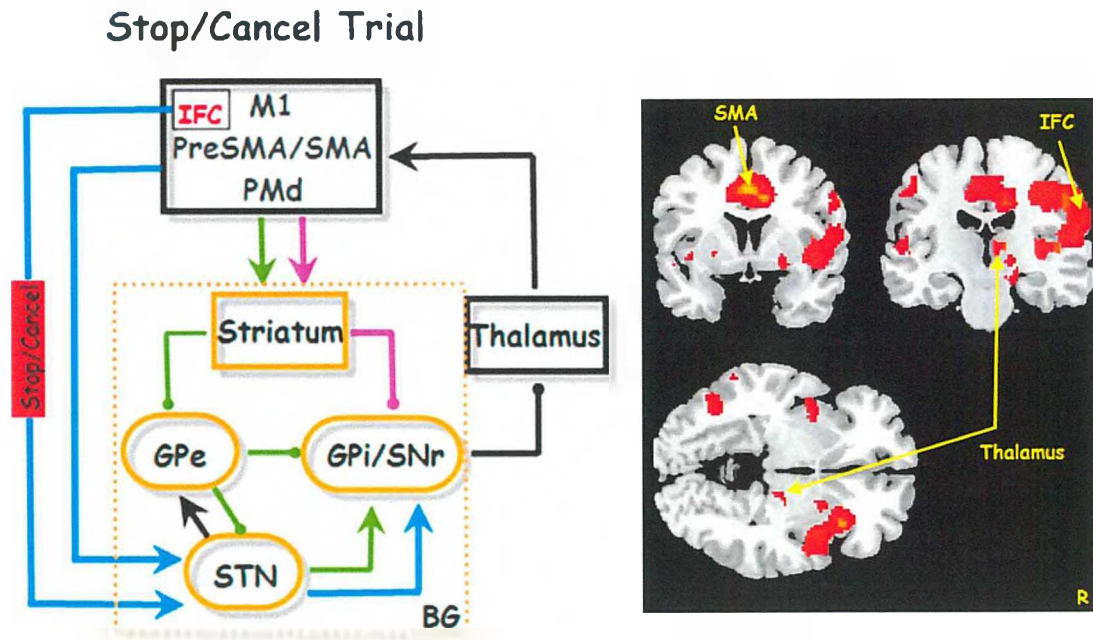 Stop/Cancel Trial
IFC M1
PreSMA/SMA
PMd
Stop/Cancel
Striatum
Thalamus
GPe
GPi/SNr
STN
BG
SMA
IFC
Thalamus
R